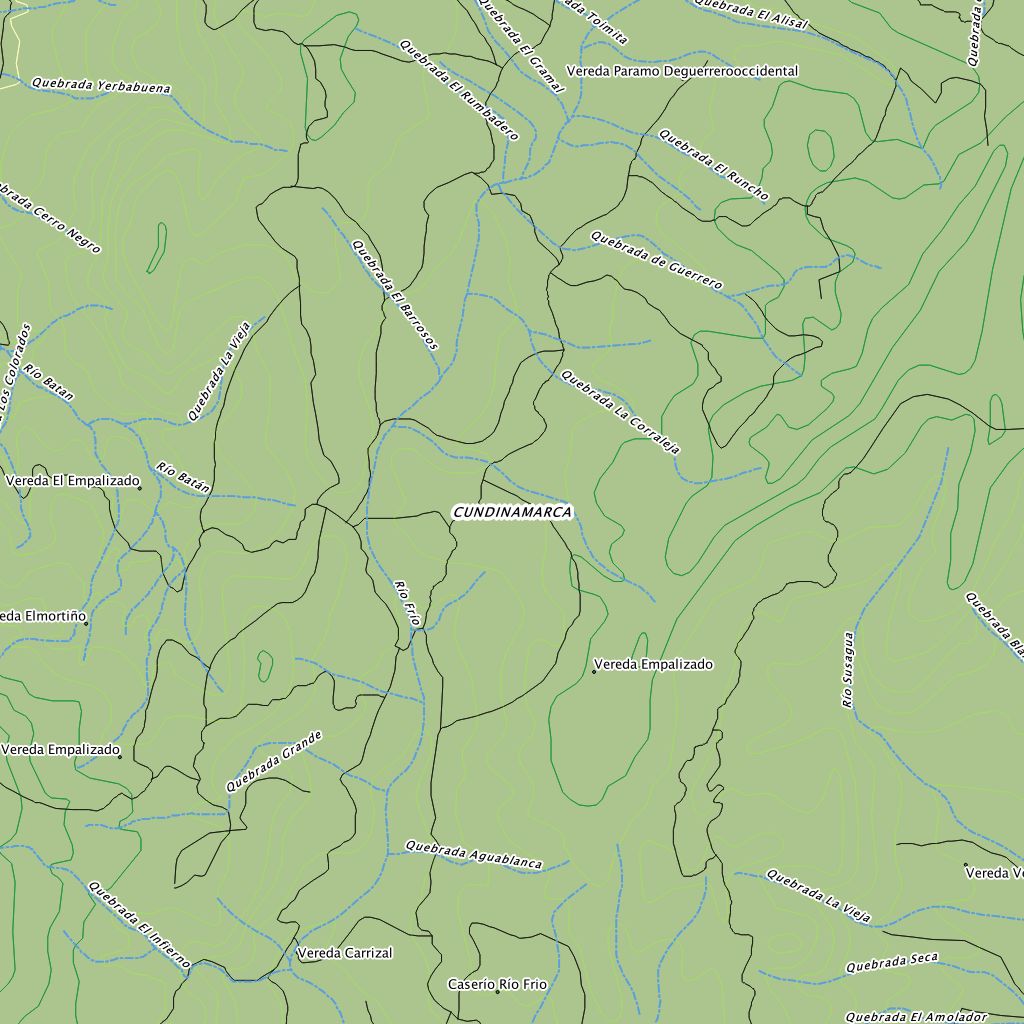 Quebrada El Gramal
Quebrada El Alisal
Quebrada
Quebrada El Rumbadero
Vereda Paramo Deguerrerooccidental
Quebrada Yerbabuena
Quebrada El Runcho
Cerro Negro
Quebrada de Guerrero
Quebrada El Barrosos
Quebrada La Vieja
Los Colorados
Río Batan
Quebrada La Corraleja
Río Batán
Vereda El Empalizado
CUNDINAMARCA
Río Frío
Elmortiño
Quebrada
Río Susagua
Vereda Empalizado
Vereda Empalizado
Quebrada Grande
Quebrada Aguablanca
Vereda
Quebrada La Vieja
Quebrada El Infierno
Vereda Carrizal
Quebrada Seca
Caserío Río Frio
Quebrada El Amolador